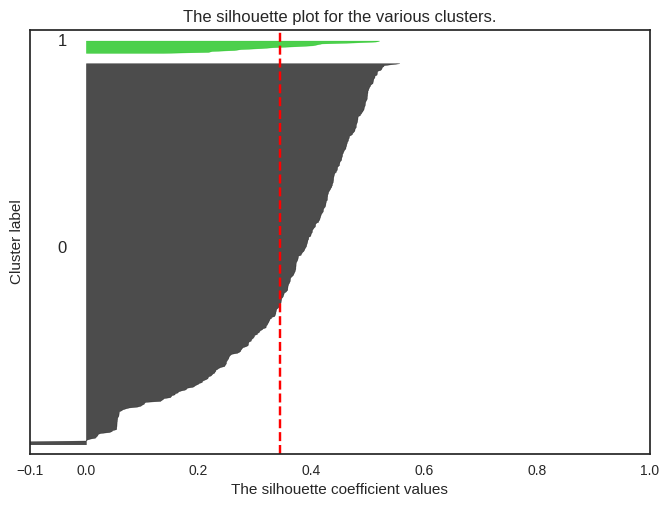 The silhouette plot for the various clusters.
1
0
Cluster label
−0.1 0.0 0.2 0.4 0.6 0.8 1.0
The silhouette coefficient values